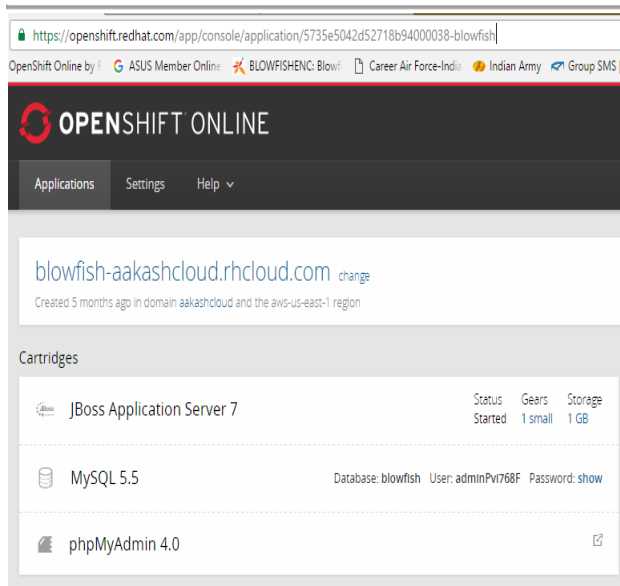 https://openshift.redhat.com/app/console/application/5735e5042d52718b94000038-blowfish
OpenShift Online by F G ASUS Member Online BLOWFISHENC: Blowf Career Air Force-India Indian Army Group SMS
OPENSHIFT ONLINE
Applications Settings Help
blowfish-aakashcloud.rhcloud.com change
Created 5 months ago in domain aakashcloud and the aws-us-east-1 region
Cartridges
JBoss Application Server 7 Status Gears Storage
Started 1 small 1 GB
MySQL 5.5 Database: blowfish User: adminPvi768F Password: show
phpMyAdmin 4.0